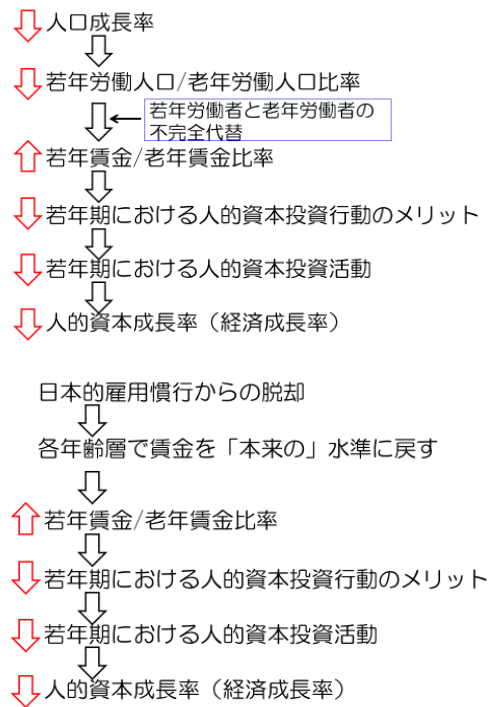 人口成長率
若年労働人口/老年労働人口比率
若年労働者と老年労働者の
不完全代替
若年賃金/老年賃金比率
若年期における人的資本投資行動のメリット
若年期における人的資本投資活動
人的資本成長率（経済成長率）
日本的雇用慣行からの脱却
各年齢層で賃金を「本来の」水準に戻す
若年賃金/老年賃金比率
若年期における人的資本投資行動のメリット
若年期における人的資本投資活動
人的資本成長率（経済成長率）